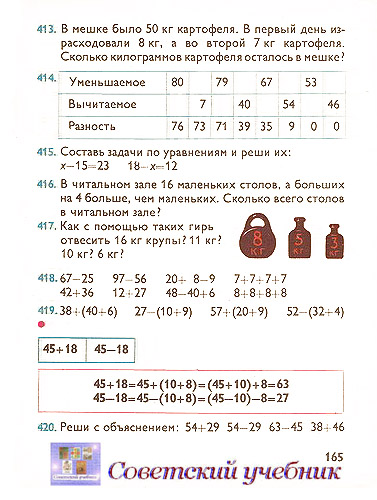 413. В мешке было 50 кг картофеля. В первый день из-
расходовали 8 кг, а во второй 7 кг картофеля.
Сколько килограммов картофеля осталось в мешке?
414.
Уменьшаемое 80 79 67 53
Вычитаемое 7 40 54 46
Разность 76 73 71 39 35 9 0 0
415. Составь задачи по уравнениям и реши их:
x−15=23 18−x=12
416. В читальном зале 16 маленьких столов, а больших
на 4 больше, чем маленьких. Сколько всего столов
в читальном зале?
417. Как с помощью таких гирь
отвесить 16 кг крупы? 11 кг?
10 кг? 6 кг?
8 КГ
5 КГ
3 КГ
418. 67−25 97−56 20+ 8−9 7+7+7+7
42+36 12+27 48−40+6 8+8+8+8
419. 38+(40+6) 27−(10+9) 57+(20+9) 52−(32+4)
45+18 45−18
45+18=45+(10+8)=(45+10)+8=63
45−18=45−(10+8)=(45−10)−8=27
420. Реши с объяснением: 54+29 54−29 63−45 38+46
165
Советский учебник
Советский учебник